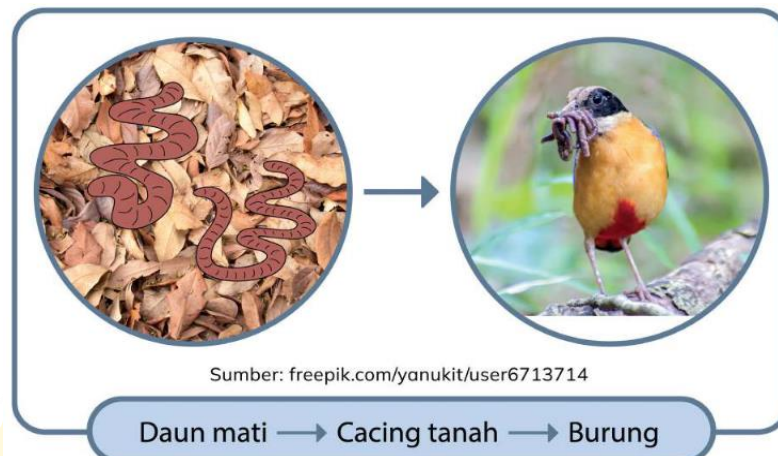 Sumber: freepik.com/yanukit/user6713714
Daun mati → Cacing tanah → Burung